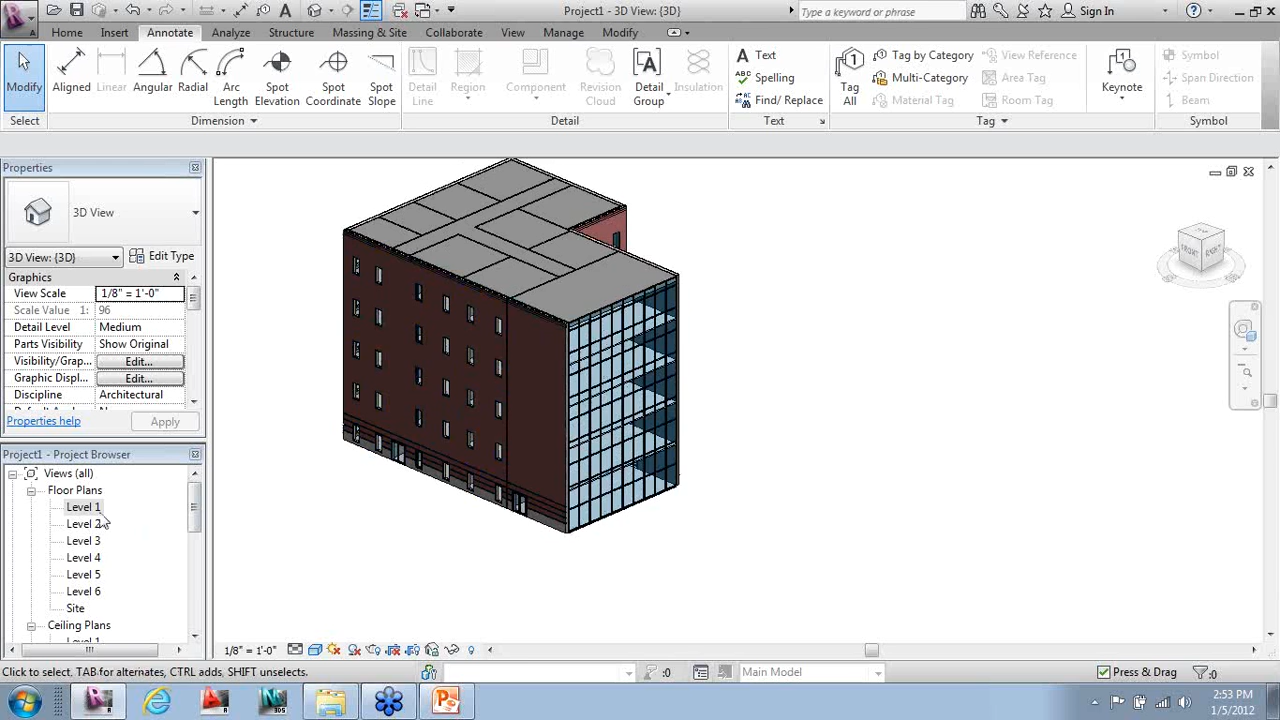 Project1 - 3D View: {3D}
Type a keyword or phrase
Sign In
Home Insert Annotate Analyze Structure Massing & Site Collaborate View Manage Modify
Modify Aligned Linear Angular Radial Arc Length Spot Elevation Spot Coordinate Spot Slope
Detail Line Region Component Revision Cloud Detail Group Insulation
Text
Spelling
Find/ Replace
Tag All
Tag by Category
Multi-Category
Material Tag
View Reference
Area Tag
Room Tag
Keynote
Symbol
Span Direction
Beam
Select Dimension Detail Text Tag Symbol
Properties
3D View
3D View: {3D} Edit Type
Graphics
View Scale 1/8" = 1'-0"
Scale Value 1: 96
Detail Level Medium
Parts Visibility Show Original
Visibility/Grap... Edit...
Graphic Displ... Edit...
Discipline Architectural
Properties help Apply
Project1 - Project Browser
Views (all)
Floor Plans
Level 1
Level 2
Level 3
Level 4
Level 5
Level 6
Site
Ceiling Plans
Level 1
FRONT RIGHT
1/8" = 1'-0"
Click to select, TAB for alternates, CTRL adds, SHIFT unselects.
:0 Main Model Press & Drag :0
2:53 PM
1/5/2012